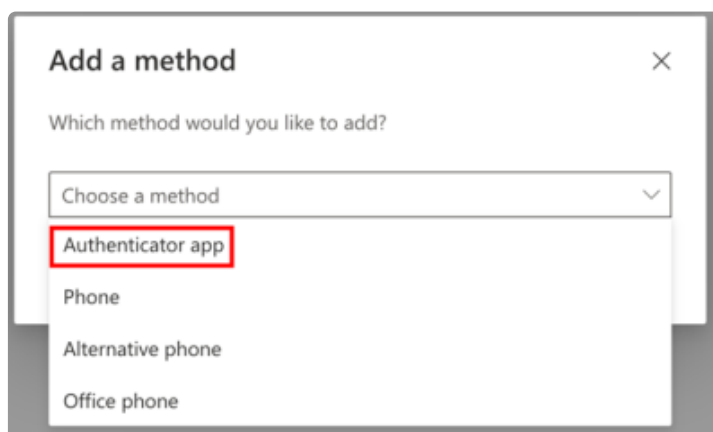 Add a method
Which method would you like to add?
Choose a method
Authenticator app
Phone
Alternative phone
Office phone